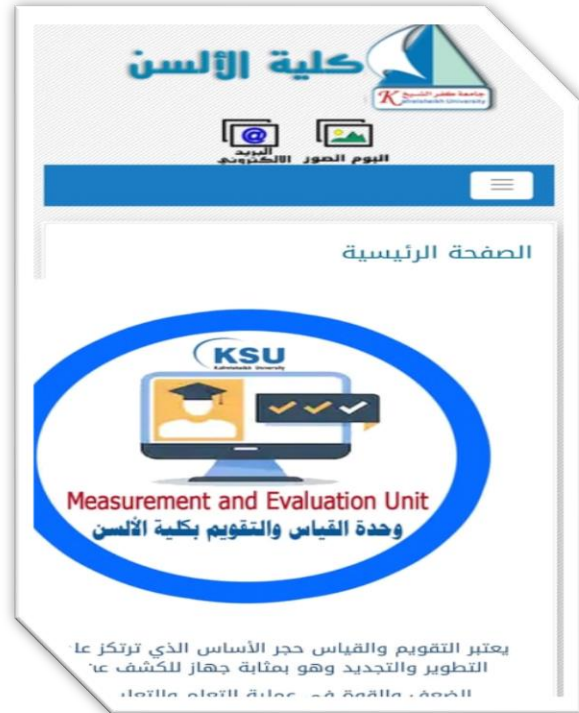 كلية الألسن
جامعة كفر الشيخ
Kafrelsheikh University
البوم الصور
البريد الالكتروني
الصفحة الرئيسية
KSU
Kafrelsheikh University
Measurement and Evaluation Unit
وحدة القياس والتقويم بكلية الألسن
يعتبر التقويم والقياس حجر الأساس الذي ترتكز
التطوير والتجديد وهو بمثابة جهاز للكشف
الضعف والقوة في عملية التعلم